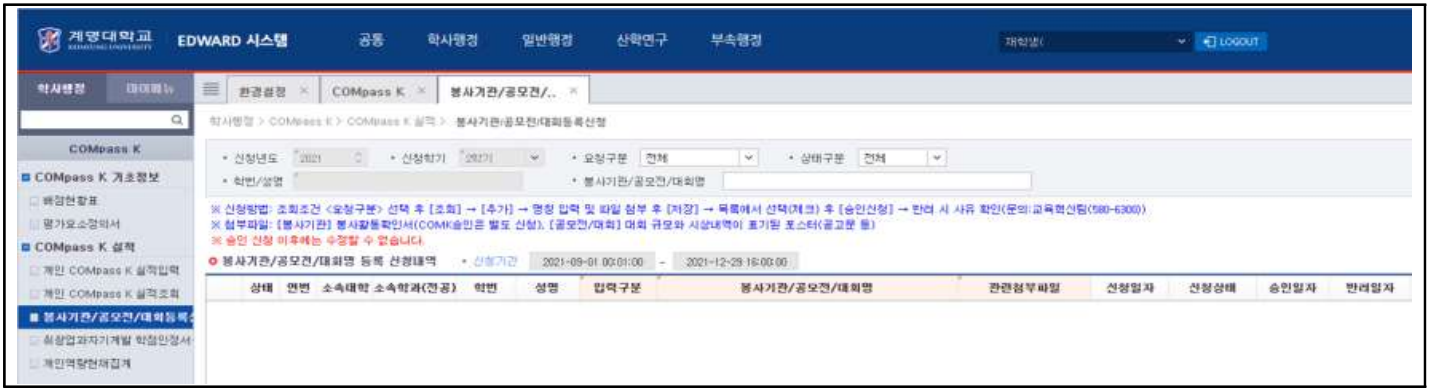 계명대학교
KEIMYUNG UNIVERSITY
EDWARD 시스템
공통 학사행정 일반행정 산학연구 부속행정
재학생(
LOGOUT
학사행정 마이메뉴
환경설정 × COMpass K × 봉사기관/공모전/.. ×
학사행정 > COMpass K > COMpass K 실적 > 봉사기관/공모전/대회등록신청
COMpass K
COMpass K 기초정보
배점현황표
평가요소정의서
COMpass K 실적
개인 COMpass K 실적입력
개인 COMpass K 실적조회
봉사기관/공모전/대회등록신
취창업과자기계발 학점인정서
개인역량현재집계
• 신청년도 2021 • 신청학기 2학기 • 요청구분 전체 • 상태구분 전체
• 학번/성명 • 봉사기관/공모전/대회명
※ 신청방법: 조회조건 <요청구분> 선택 후 [조회] → [추가] → 명칭 입력 및 파일 첨부 후 [저장] → 목록에서 선택(체크) 후 [승인신청] → 반려 시 사유 확인(문의:교육혁신팀(580-6300))
※ 첨부파일: [봉사기관] 봉사활동확인서(COMK승인은 별도 신청), [공모전/대회] 대회 규모와 시상내역이 표기된 포스터(공고문 등)
※ 승인 신청 이후에는 수정할 수 없습니다.
봉사기관/공모전/대회명 등록 신청내역 • 신청기간 2021-09-01 00:01:00 – 2021-12-29 16:00:00
상태 연번 소속대학 소속학과(전공) 학번 성명 입력구분 봉사기관/공모전/대회명 관련첨부파일 신청일자 신청상태 승인일자 반려일자